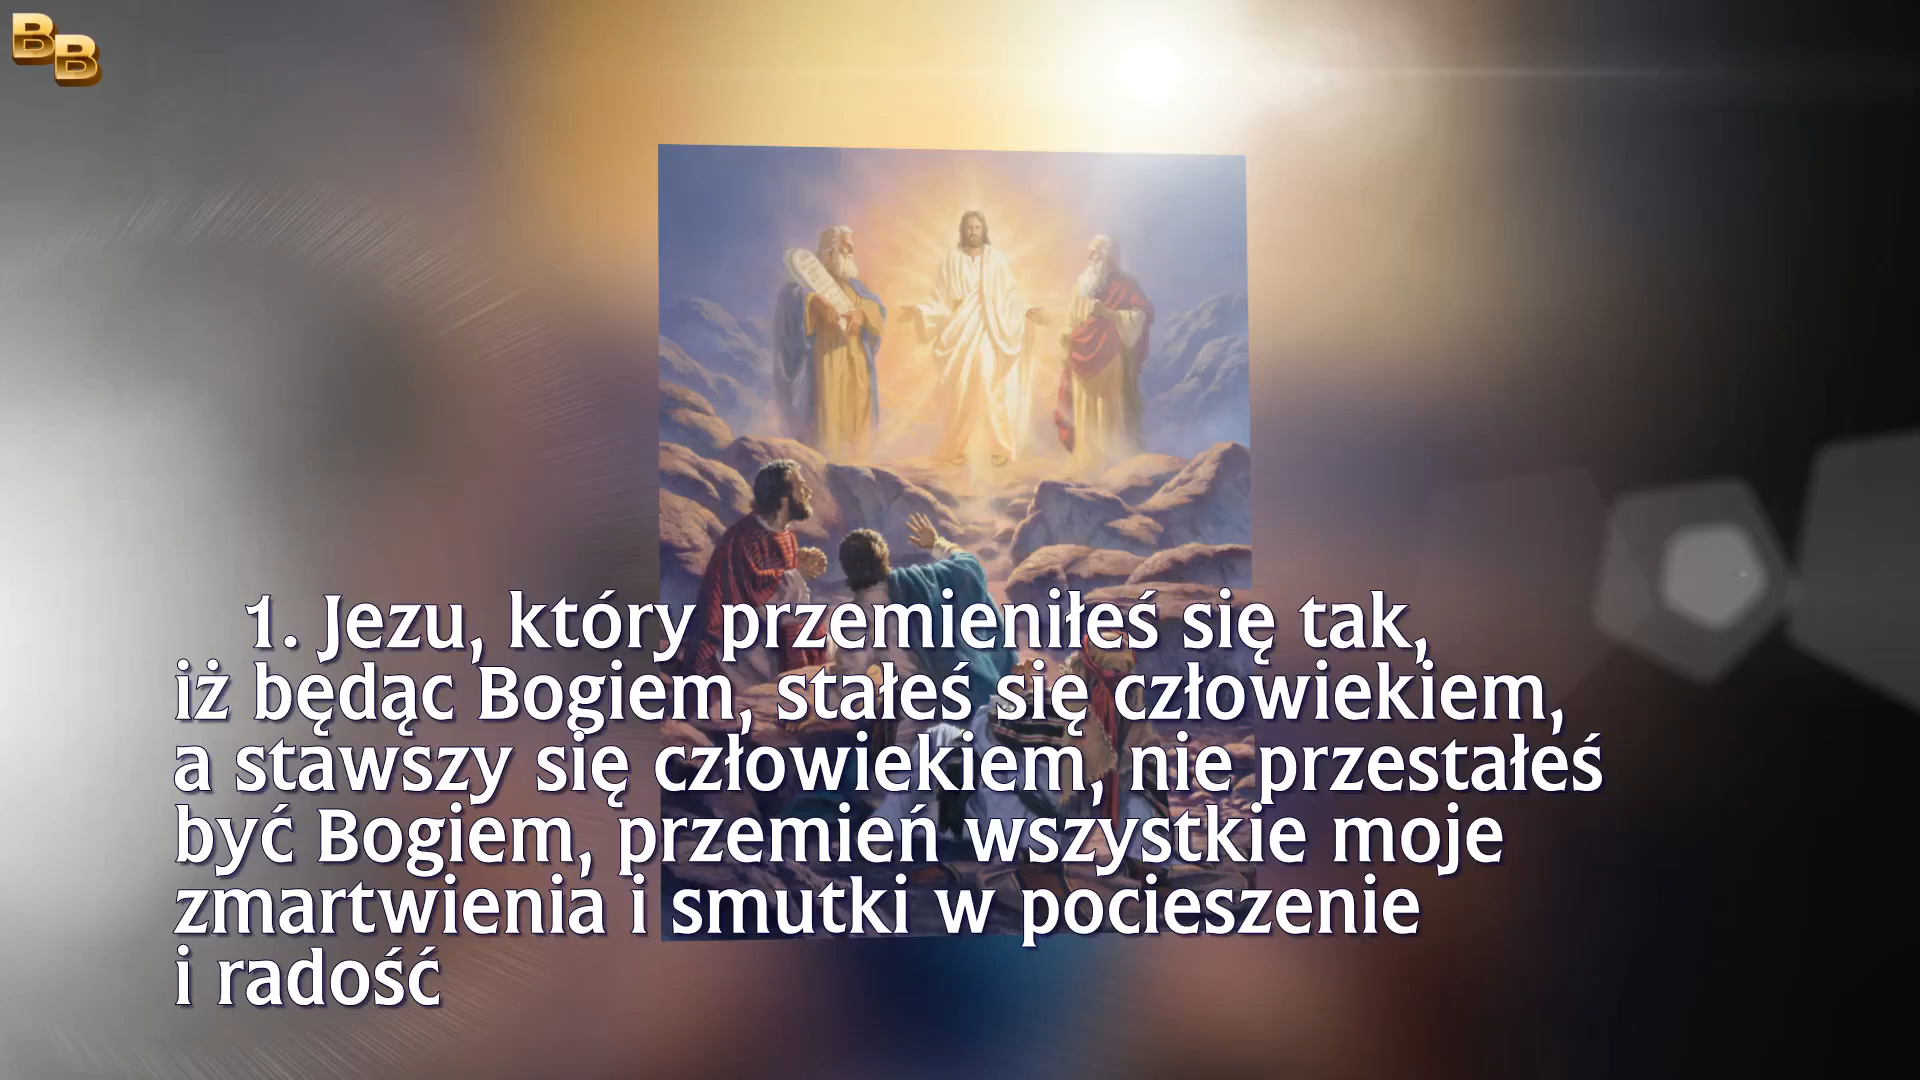 BB
1. Jezu, który przemieniłeś się tak,
iż będąc Bogiem, stałeś się człowiekiem,
a stawszy się człowiekiem, nie przestałeś
być Bogiem, przemień wszystkie moje
zmartwienia i smutki w pocieszenie
i radość